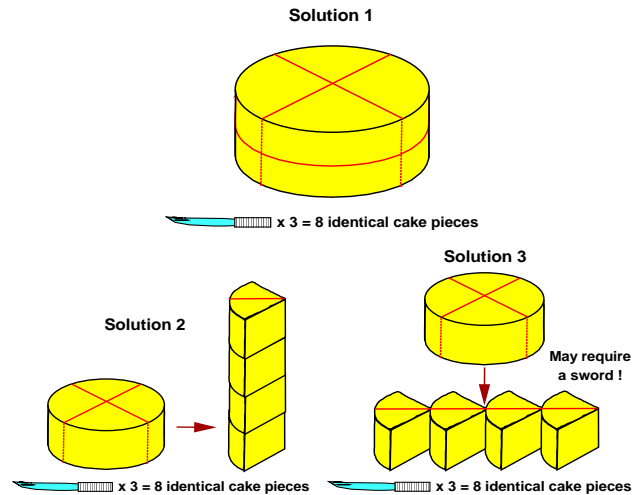 Solution 1
x 3 = 8 identical cake pieces
Solution 2
x 3 = 8 identical cake pieces
Solution 3
May require
a sword !
x 3 = 8 identical cake pieces